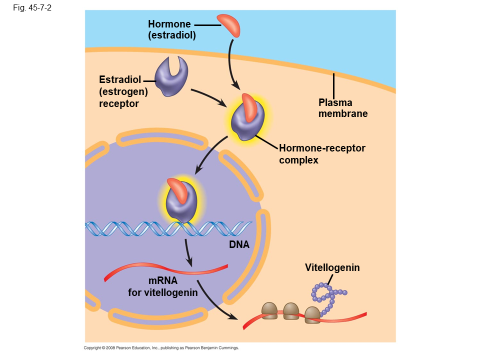 Fig. 45-7-2
Hormone
(estradiol)
Estradiol
(estrogen)
receptor
Plasma
membrane
Hormone-receptor
complex
DNA
Vitellogenin
mRNA
for vitellogenin
Copyright © 2008 Pearson Education, Inc., publishing as Pearson Benjamin Cummings.